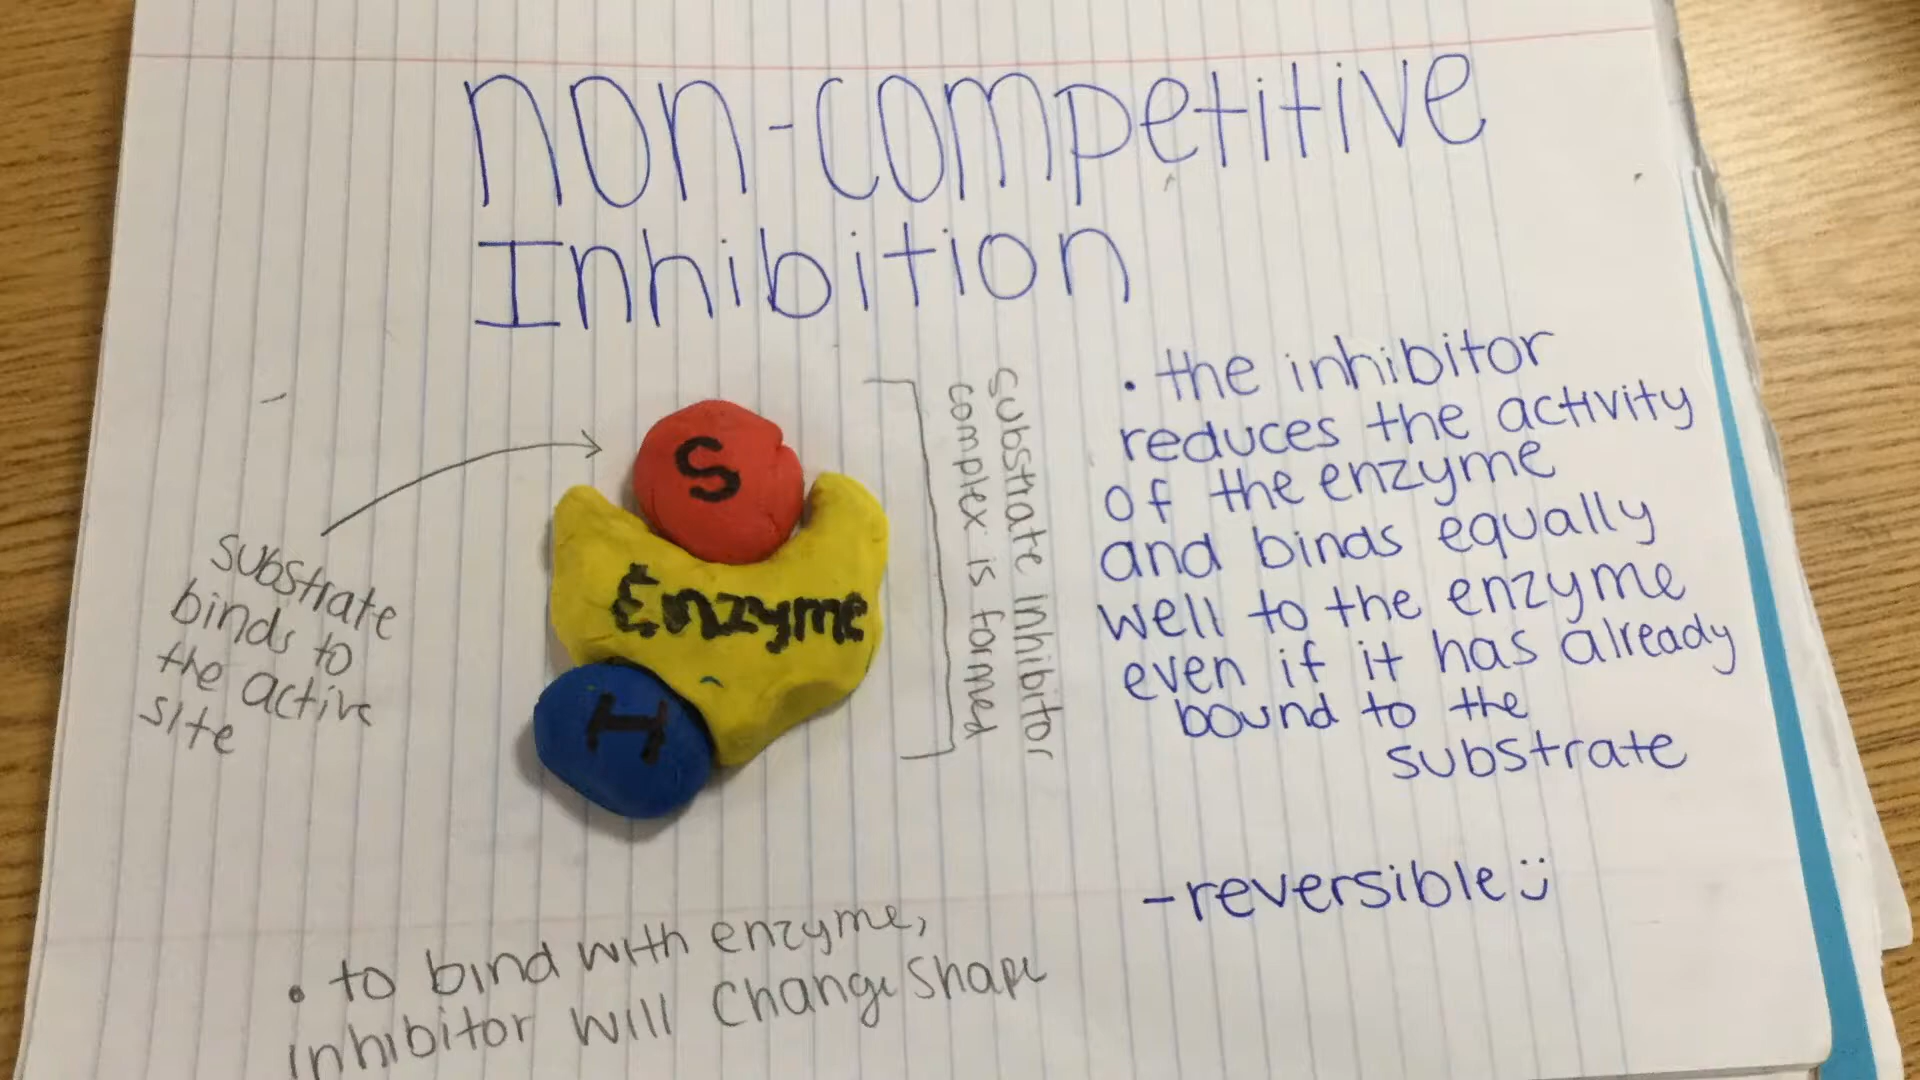 non-competitive
Inhibition
substrate
binds to
the active
site
S
Enzyme
I
substrate inhibitor
complex is formed
• the inhibitor
reduces the activity
of the enzyme
and binds equally
well to the enzyme
even if it has already
bound to the
substrate
- reversible :)
• to bind with enzyme,
inhibitor will change shape